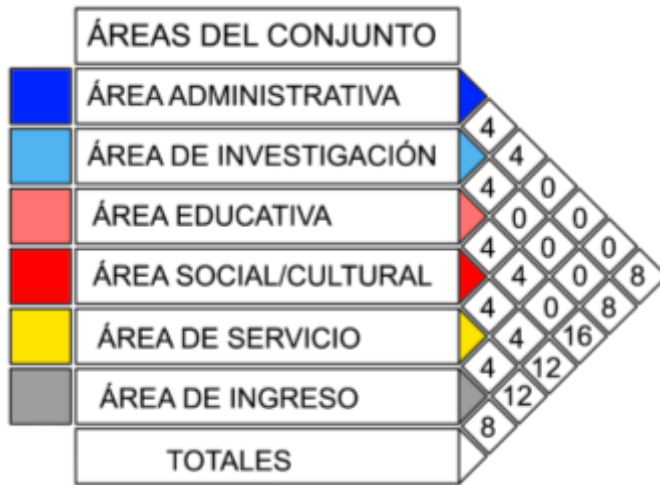 ÁREAS DEL CONJUNTO
ÁREA ADMINISTRATIVA
4
ÁREA DE INVESTIGACIÓN 4
4 0
ÁREA EDUCATIVA 0 0
4 0 0
ÁREA SOCIAL/CULTURAL 4 0 8
4 0 8
ÁREA DE SERVICIO 4 16
4 12
ÁREA DE INGRESO 12
8
TOTALES